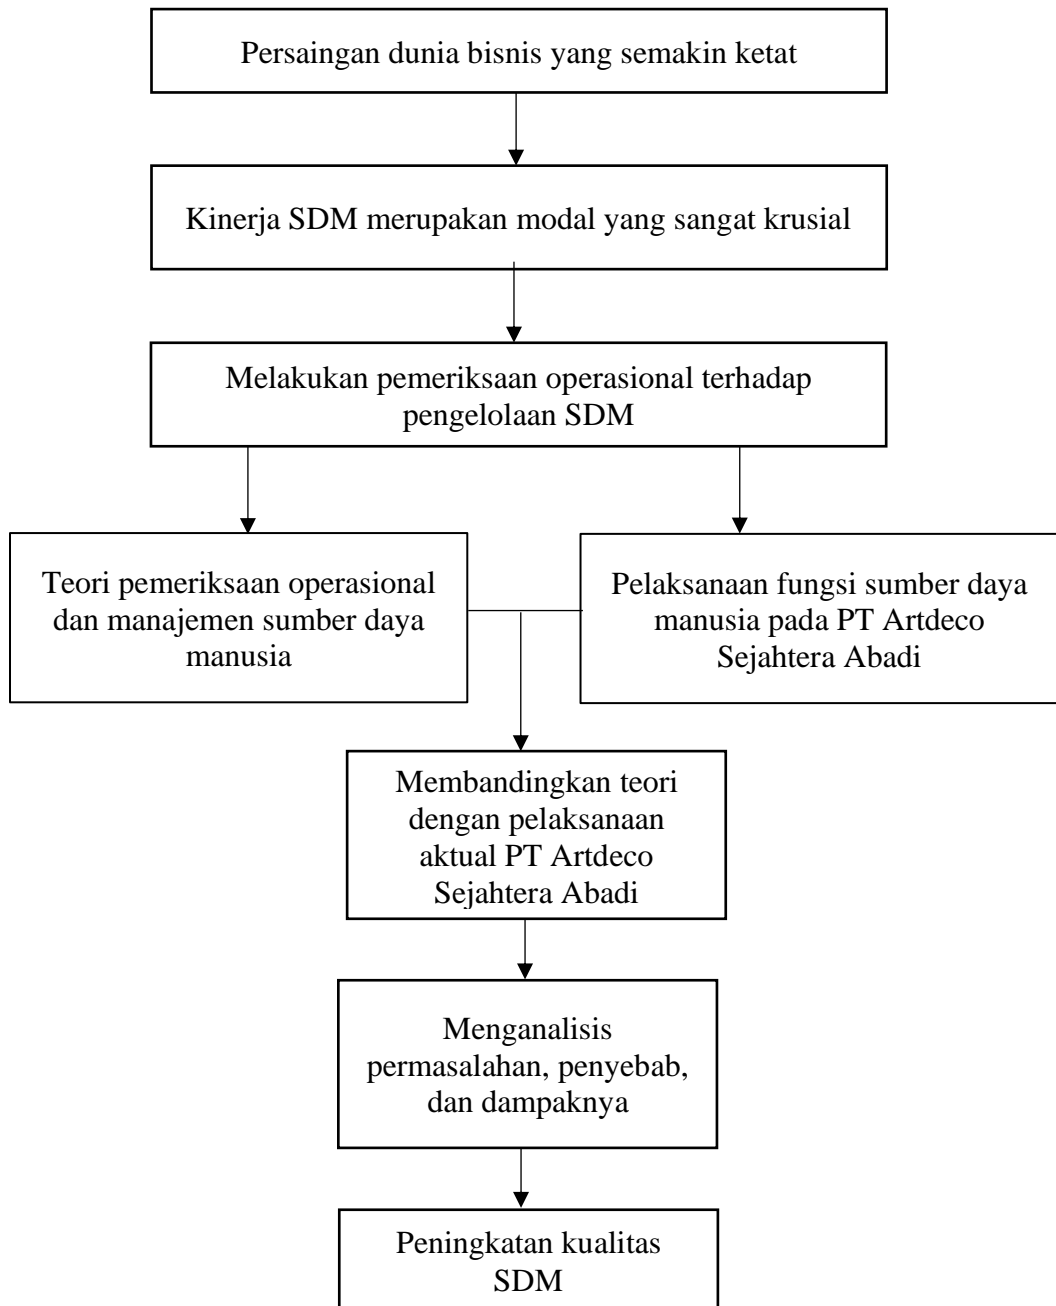 Persaingan dunia bisnis yang semakin ketat
Kinerja SDM merupakan modal yang sangat krusial
Melakukan pemeriksaan operasional terhadap
pengelolaan SDM
Teori pemeriksaan operasional
dan manajemen sumber daya
manusia
Pelaksanaan fungsi sumber daya
manusia pada PT Artdeco
Sejahtera Abadi
Membandingkan teori
dengan pelaksanaan
aktual PT Artdeco
Sejahtera Abadi
Menganalisis
permasalahan, penyebab,
dan dampaknya
Peningkatan kualitas
SDM